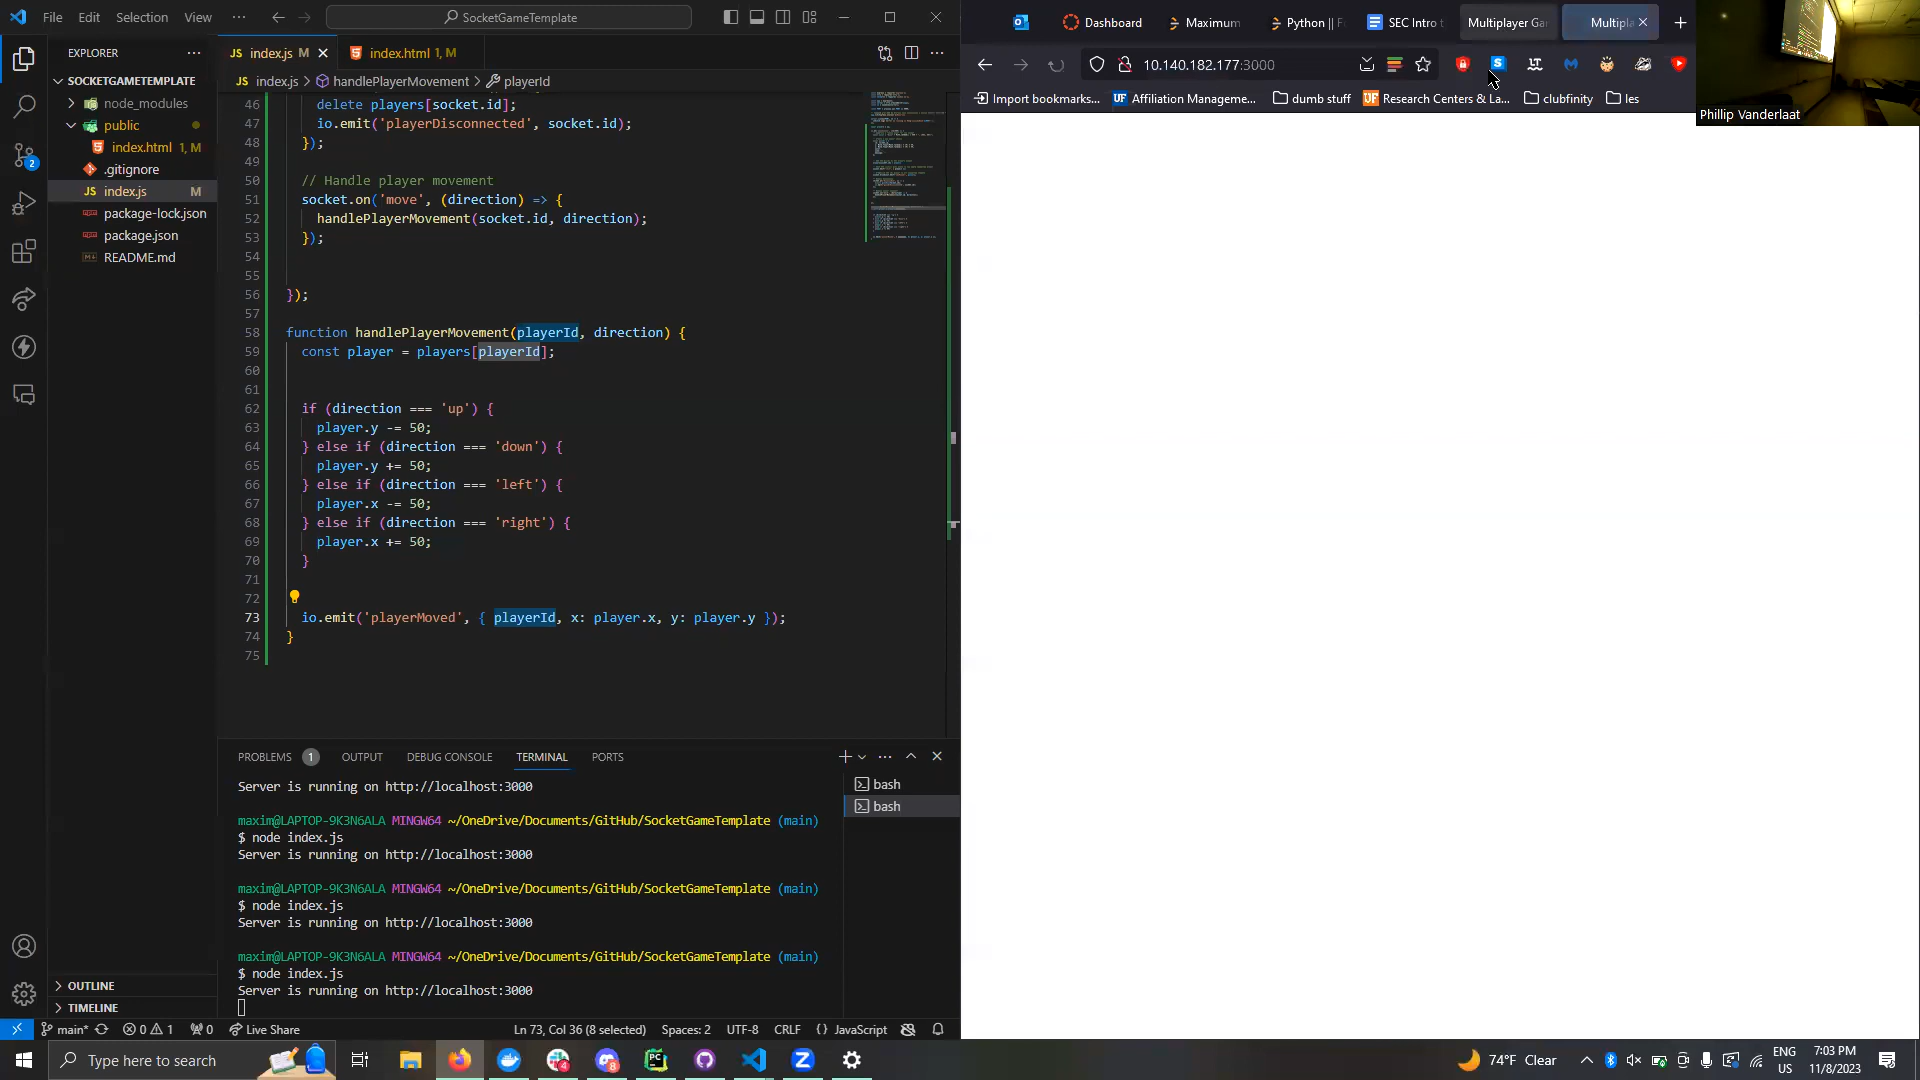 File Edit Selection View ··· SocketGameTemplate
EXPLORER ···
SOCKETGAMETEMPLATE
node_modules
public
index.html 1, M
.gitignore
index.js M
package-lock.json
package.json
README.md
OUTLINE
TIMELINE
JS index.js M index.html 1, M
JS index.js > handlePlayerMovement > playerId
46 delete players[socket.id];
47 io.emit('playerDisconnected', socket.id);
48 });
49
50 // Handle player movement
51 socket.on('move', (direction) => {
52 handlePlayerMovement(socket.id, direction);
53 });
54
55
56 });
57
58 function handlePlayerMovement(playerId, direction) {
59 const player = players[playerId];
60
61
62 if (direction === 'up') {
63 player.y -= 50;
64 } else if (direction === 'down') {
65 player.y += 50;
66 } else if (direction === 'left') {
67 player.x -= 50;
68 } else if (direction === 'right') {
69 player.x += 50;
70 }
71
72
73 io.emit('playerMoved', { playerId, x: player.x, y: player.y });
74 }
75
PROBLEMS 1 OUTPUT DEBUG CONSOLE TERMINAL PORTS
Server is running on http://localhost:3000
maxim@LAPTOP-9K3N6ALA MINGW64 ~/OneDrive/Documents/GitHub/SocketGameTemplate (main)
$ node index.js
Server is running on http://localhost:3000
maxim@LAPTOP-9K3N6ALA MINGW64 ~/OneDrive/Documents/GitHub/SocketGameTemplate (main)
$ node index.js
Server is running on http://localhost:3000
maxim@LAPTOP-9K3N6ALA MINGW64 ~/OneDrive/Documents/GitHub/SocketGameTemplate (main)
$ node index.js
Server is running on http://localhost:3000
bash
bash
main* 0 1 0 Live Share Ln 73, Col 36 (8 selected) Spaces: 2 UTF-8 CRLF {} JavaScript
Dashboard Maximum Python || F SEC Intro t Multiplayer Ga Multipla
10.140.182.177:3000
Import bookmarks... UF Affiliation Manageme... dumb stuff UF Research Centers & La... clubfinity les
Phillip Vanderlaat
Type here to search
74°F Clear
ENG
US
7:03 PM
11/8/2023